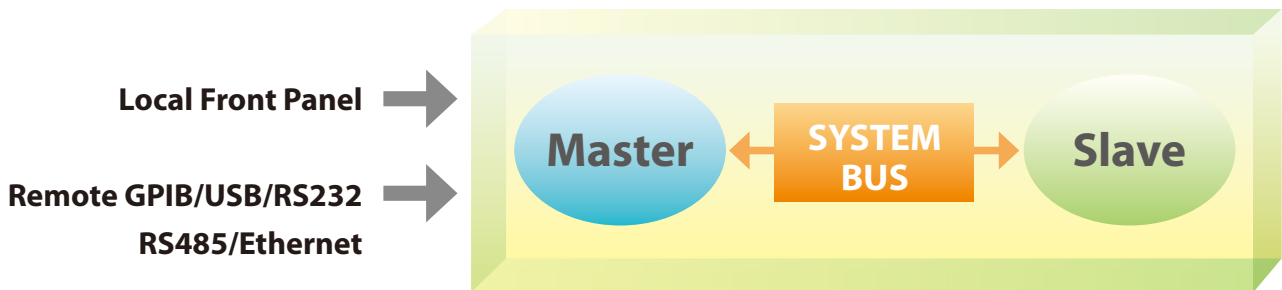 Local Front Panel
Remote GPIB/USB/RS232
RS485/Ethernet
Master
SYSTEM
BUS
Slave